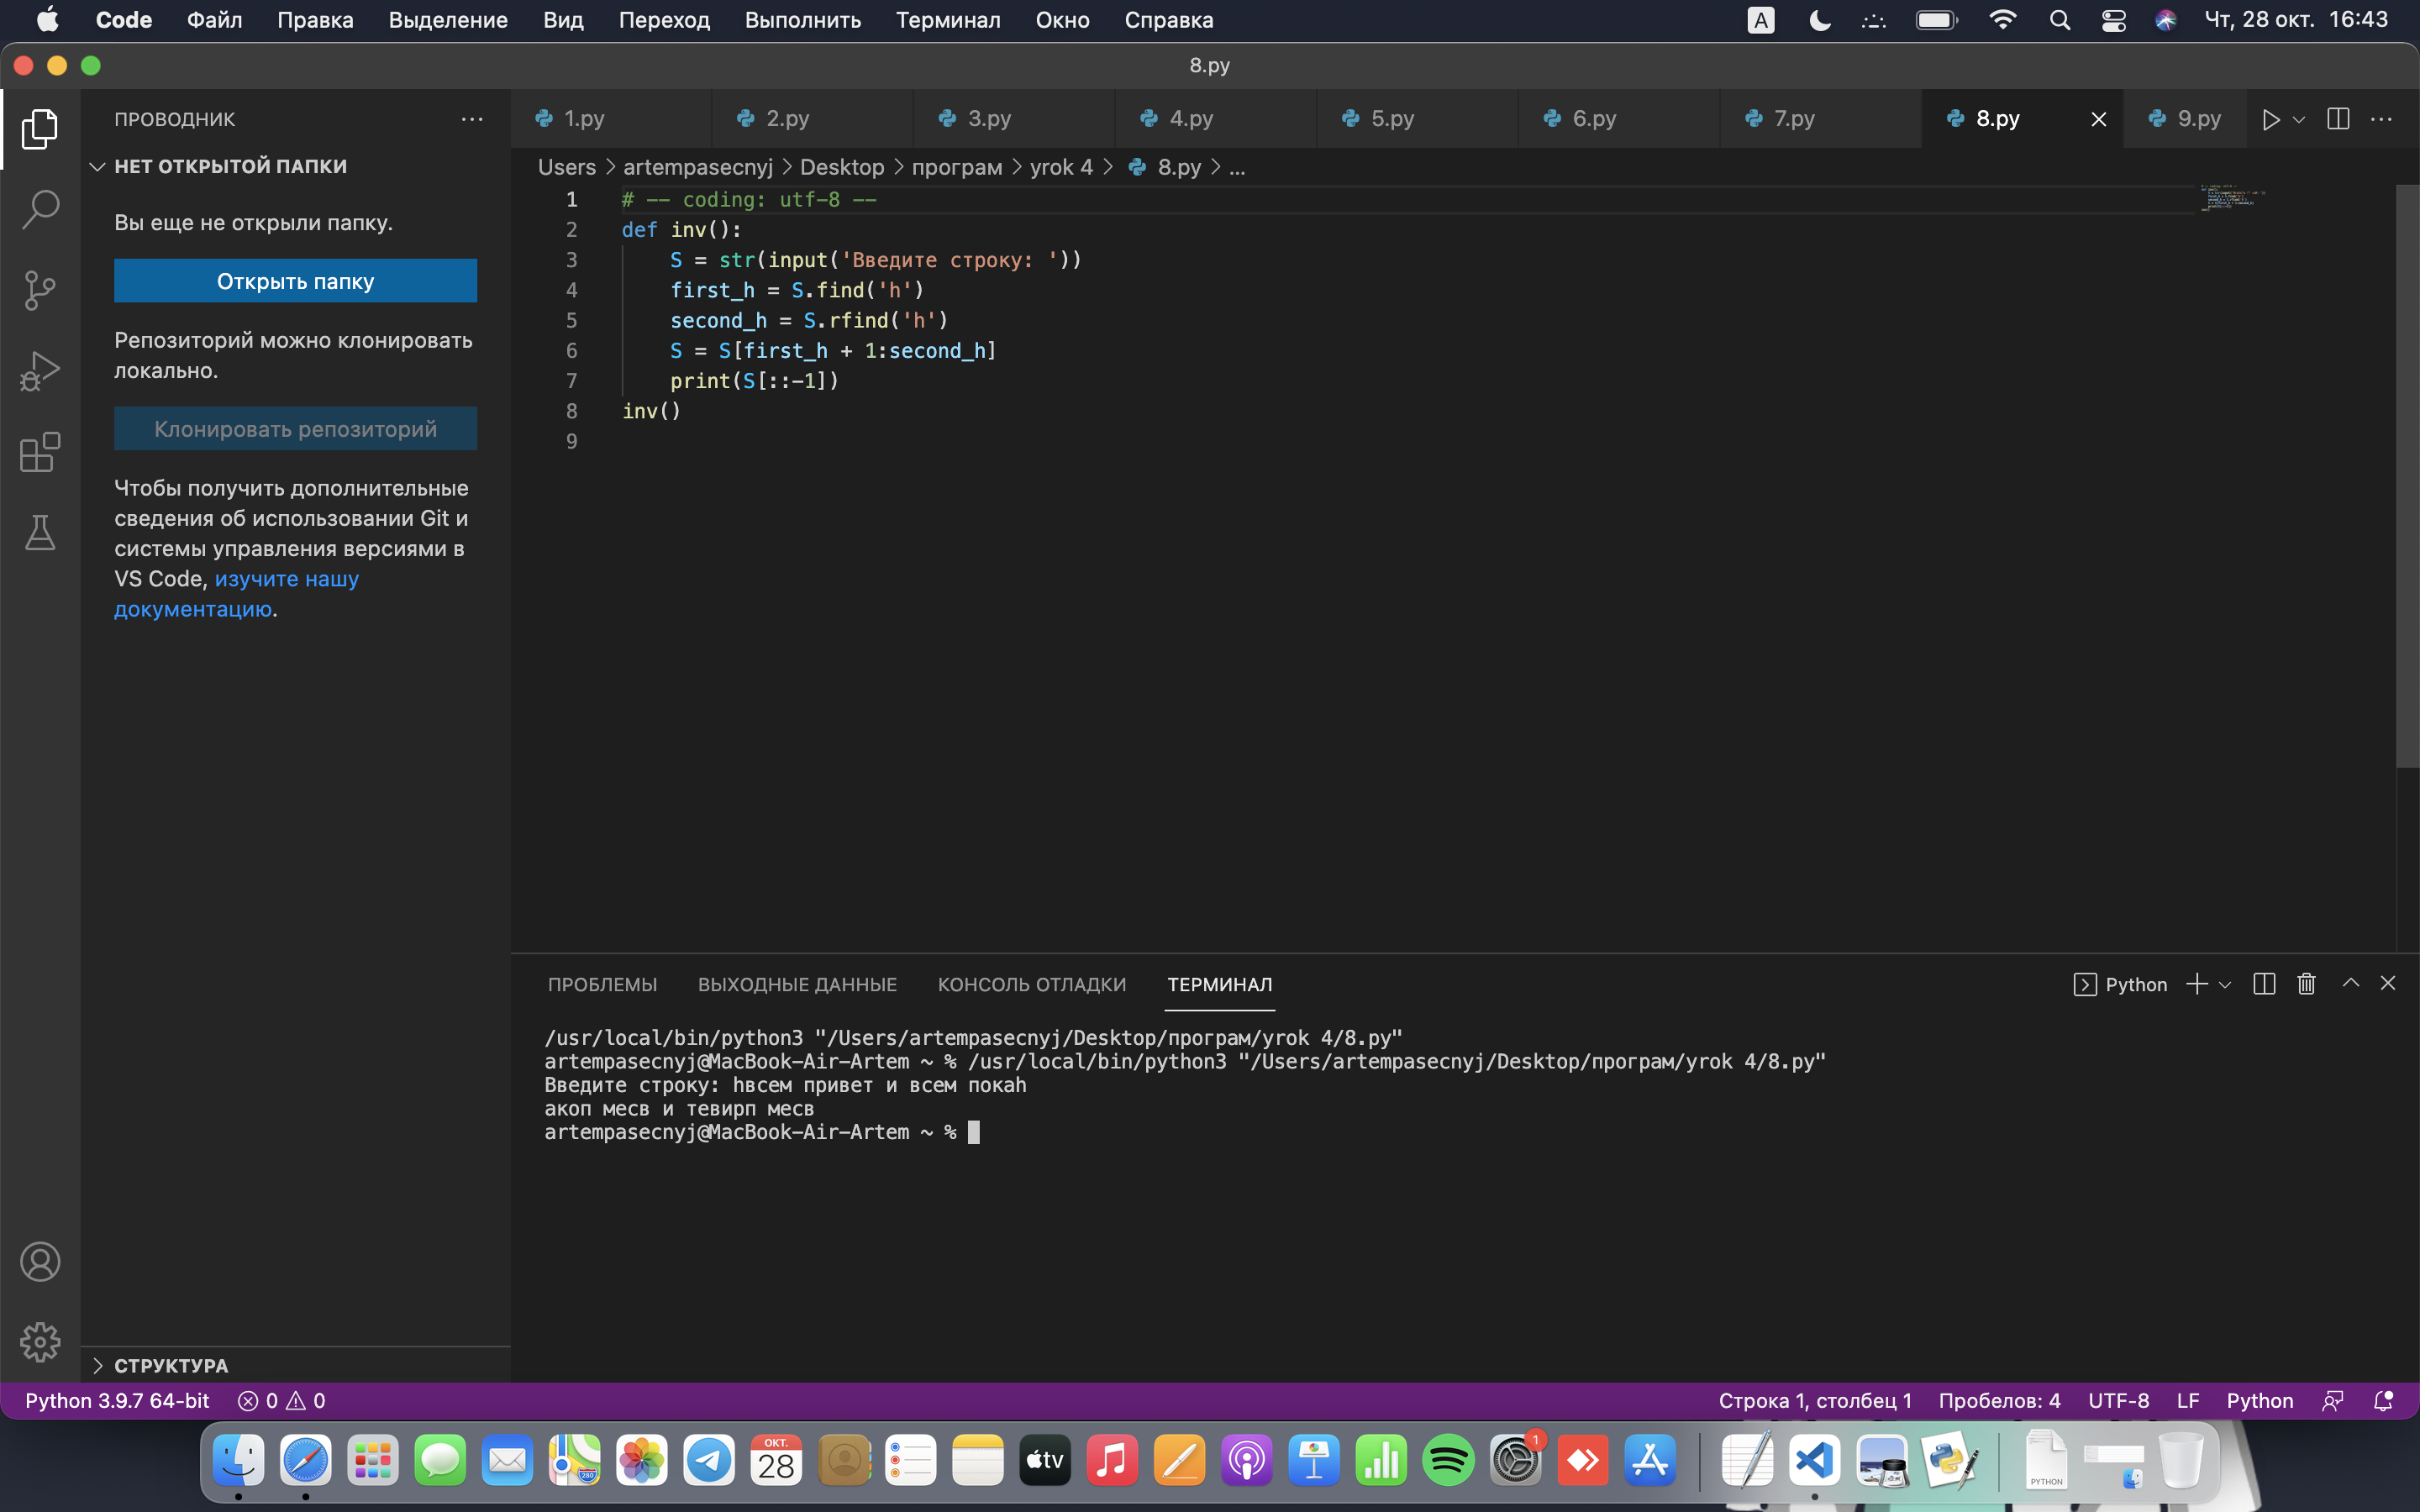 Code Файл Правка Выделение Вид Переход Выполнить Терминал Окно Справка A Чт, 28 окт. 16:43
8.py
ПРОВОДНИК
1.py 2.py 3.py 4.py 5.py 6.py 7.py 8.py 9.py
НЕТ ОТКРЫТОЙ ПАПКИ
Users > artempasecnyj > Desktop > програм > yrok 4 > 8.py > ...
Вы еще не открыли папку.
Открыть папку
Репозиторий можно клонировать
локально.
Клонировать репозиторий
Чтобы получить дополнительные
сведения об использовании Git и
системы управления версиями в
VS Code, изучите нашу
документацию.
1 # -- coding: utf-8 --
2 def inv():
3 S = str(input('Введите строку: '))
4 first_h = S.find('h')
5 second_h = S.rfind('h')
6 S = S[first_h + 1:second_h]
7 print(S[::-1])
8 inv()
9
ПРОБЛЕМЫ ВЫХОДНЫЕ ДАННЫЕ КОНСОЛЬ ОТЛАДКИ ТЕРМИНАЛ Python
/usr/local/bin/python3 "/Users/artempasecnyj/Desktop/програм/yrok 4/8.py"
artempasecnyj@MacBook-Air-Artem ~ % /usr/local/bin/python3 "/Users/artempasecnyj/Desktop/програм/yrok 4/8.py"
Введите строку: hвсем привет и всем покаh
акоп месв и тевирп месв
artempasecnyj@MacBook-Air-Artem ~ %
СТРУКТУРА
Python 3.9.7 64-bit 0 0 Строка 1, столбец 1 Пробелов: 4 UTF-8 LF Python
280
ОКТ.
28
tv
1
PYTHON